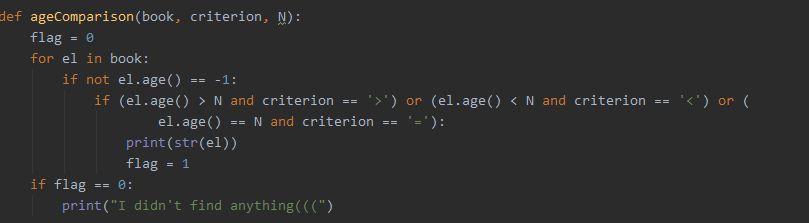 def ageComparison(book, criterion, N):
    flag = 0
    for el in book:
        if not el.age() == -1:
            if (el.age() > N and criterion == '>') or (el.age() < N and criterion == '<') or (
                    el.age() == N and criterion == '='):
                print(str(el))
                flag = 1
    if flag == 0:
        print("I didn't find anything(((")